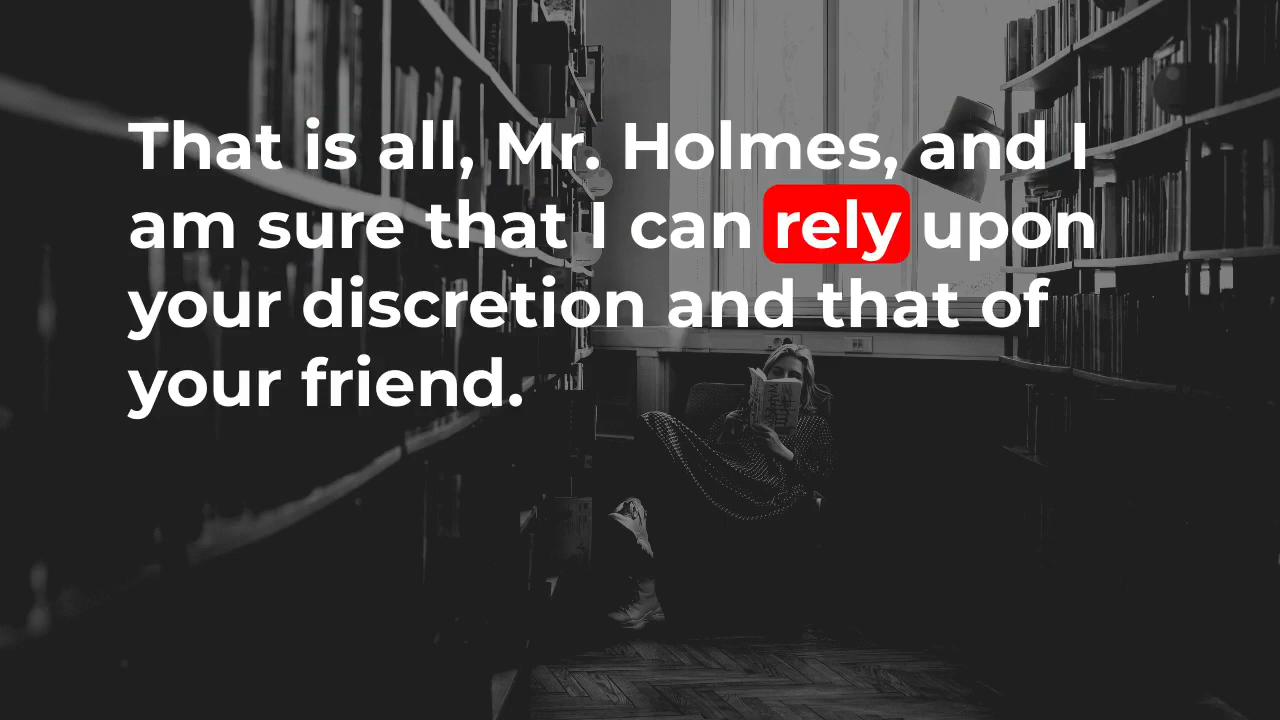 That is all, Mr. Holmes, and I
am sure that I can rely upon
your discretion and that of
your friend.